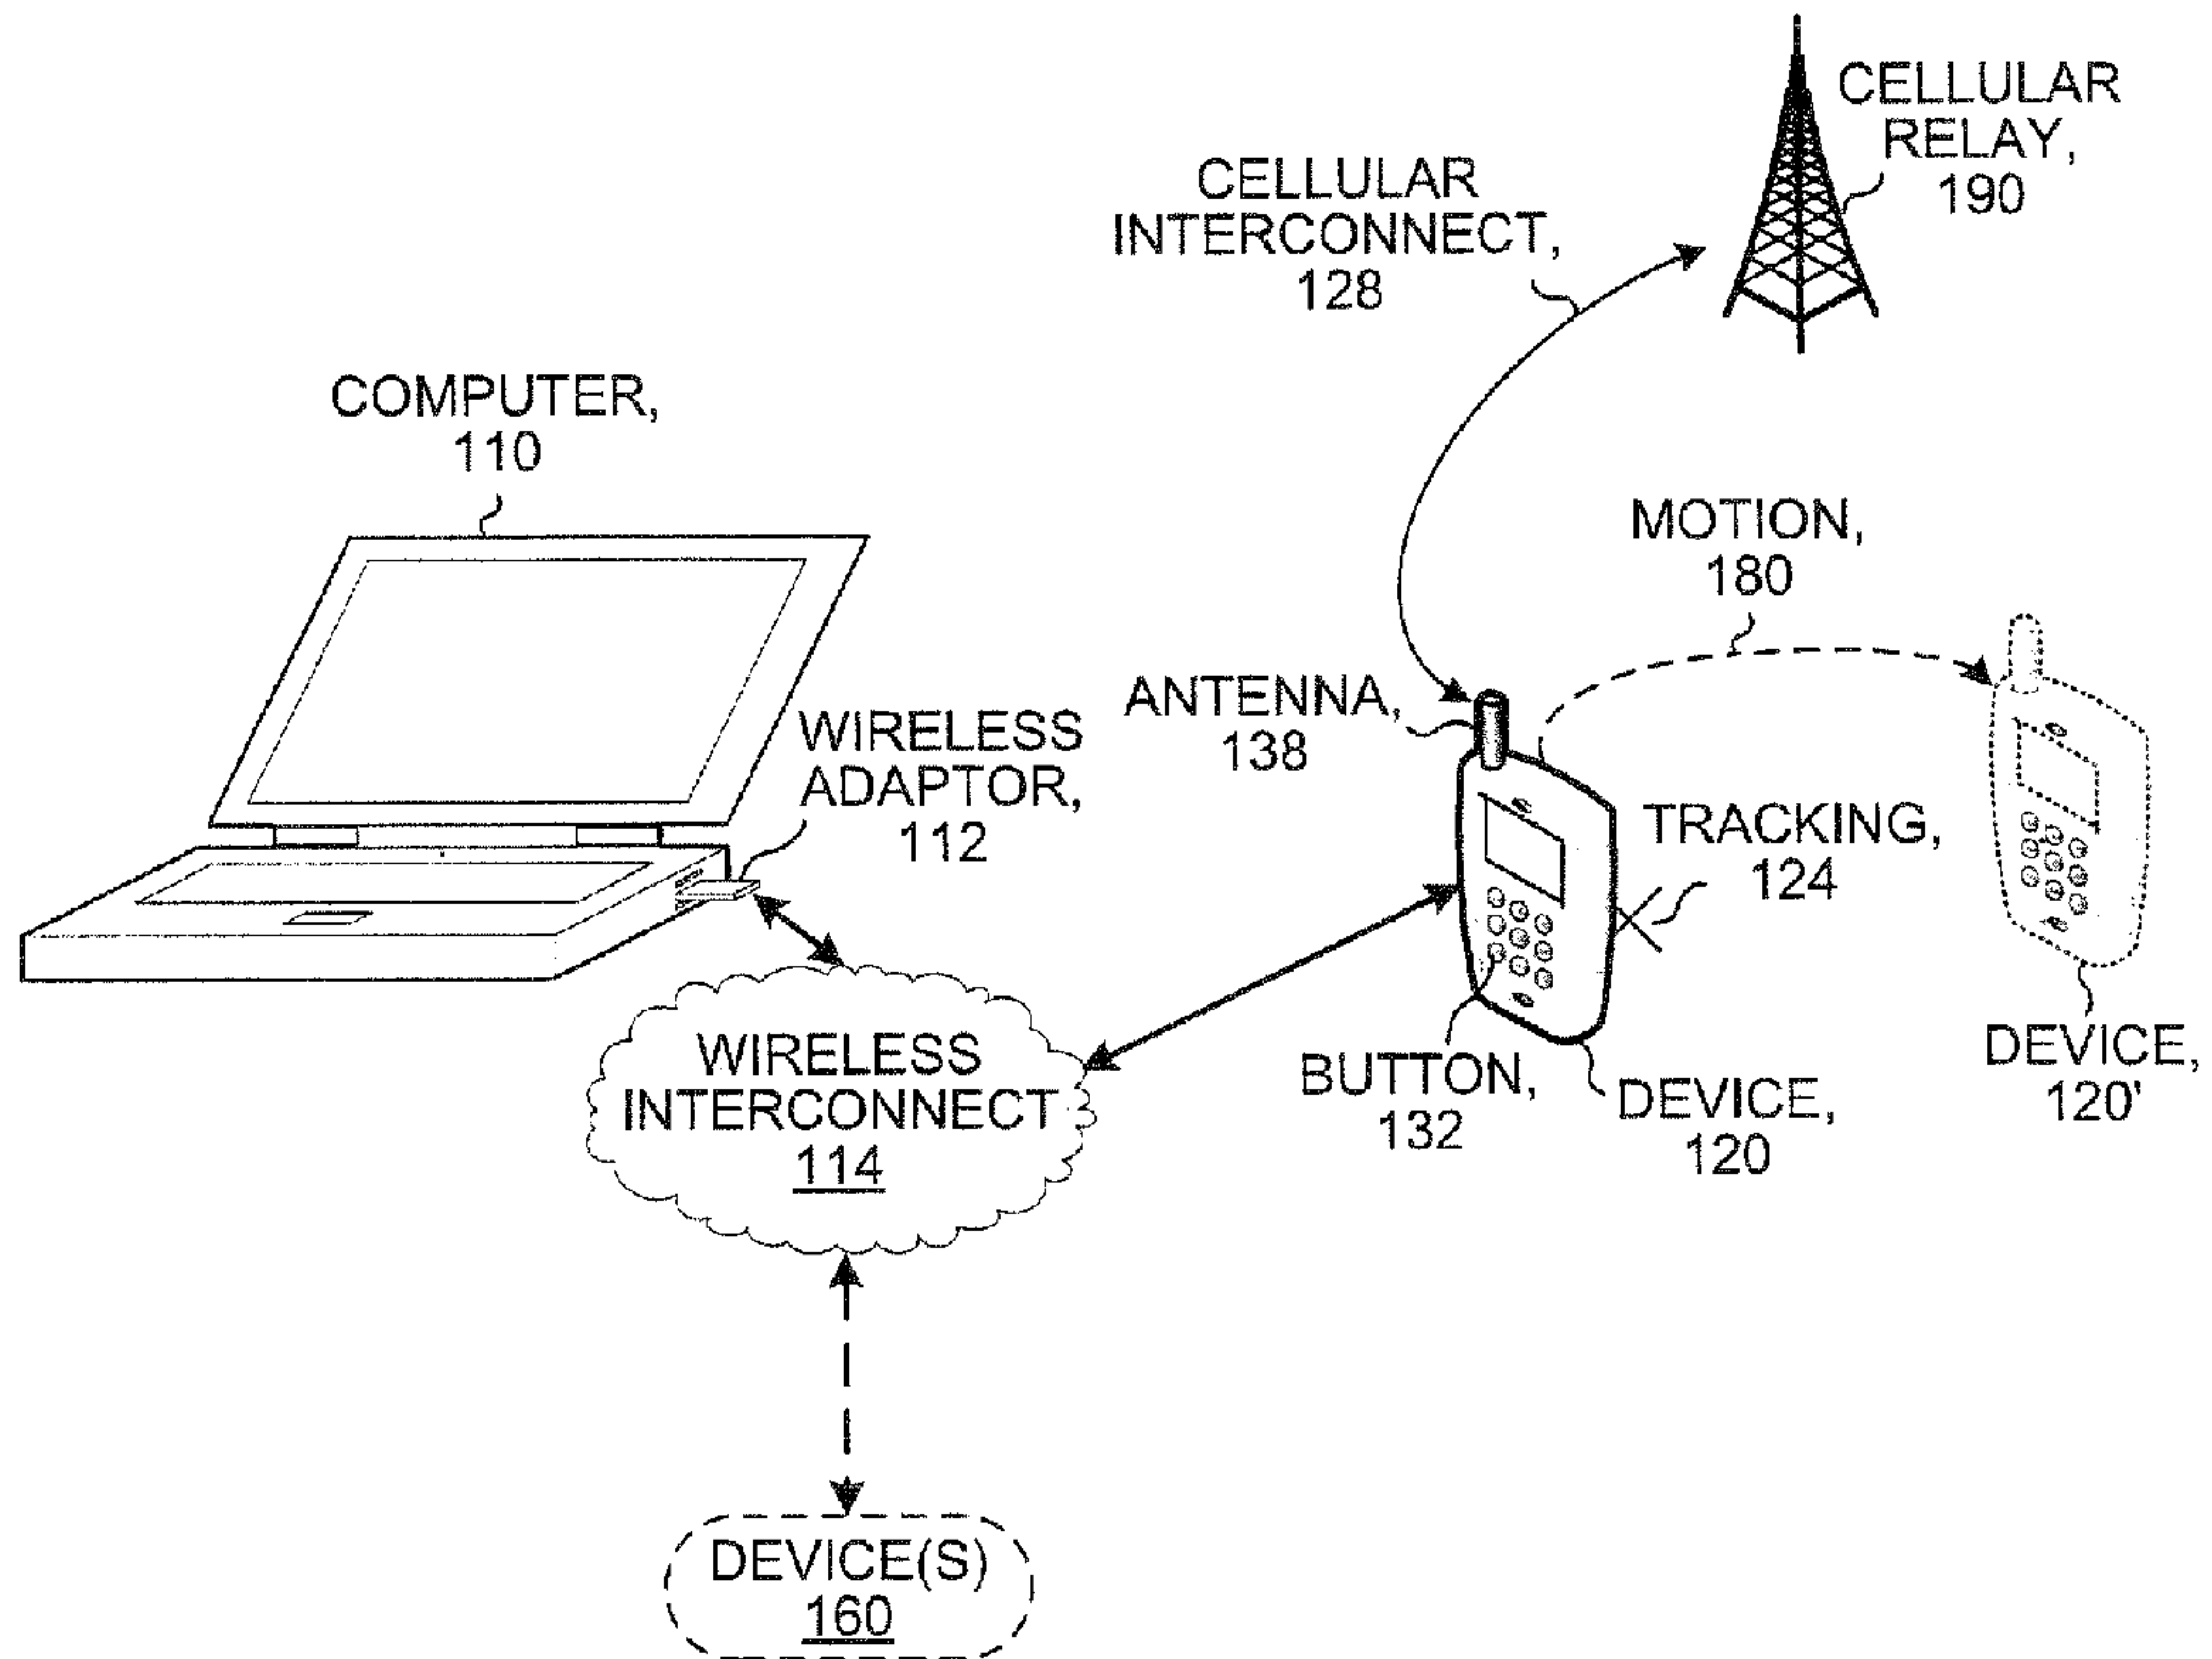 CELLULAR
RELAY,
190
CELLULAR
INTERCONNECT,
128
COMPUTER,
110
MOTION,
180
ANTENNA,
138
WIRELESS
ADAPTOR,
112
TRACKING,
124
WIRELESS
INTERCONNECT
114
BUTTON,
132
DEVICE,
120
DEVICE,
120'
DEVICE(S)
160